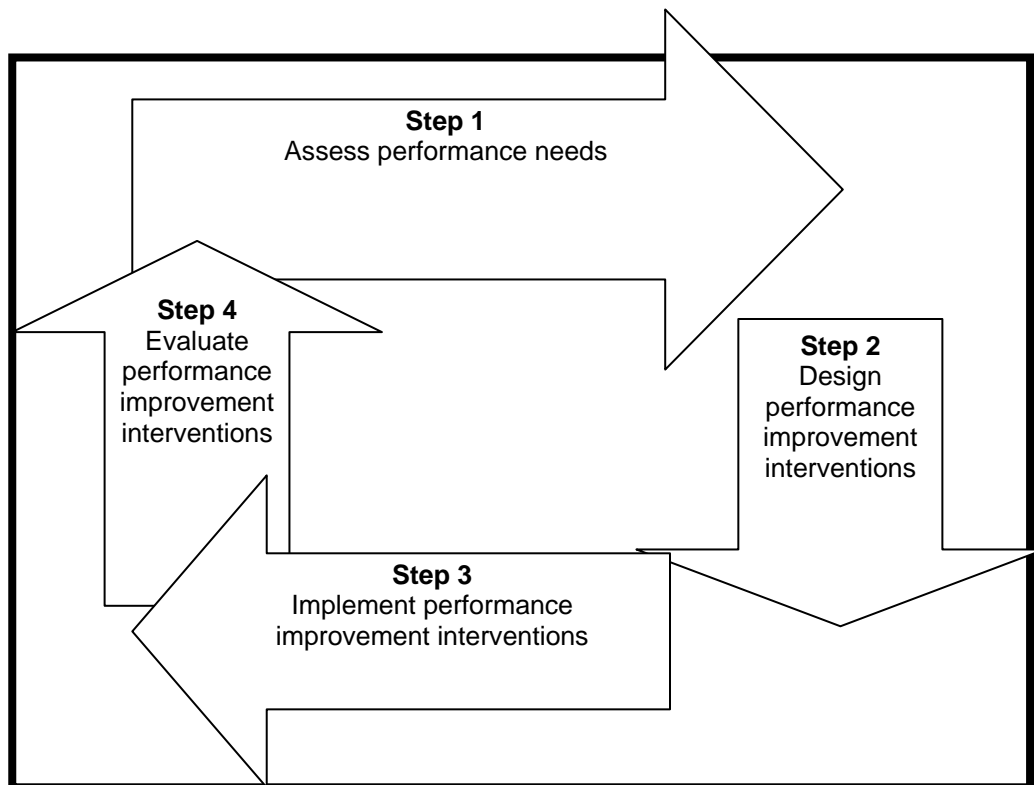 Step 1
Assess performance needs
Step 2
Design
performance
improvement
interventions
Step 3
Implement performance
improvement interventions
Step 4
Evaluate
performance
improvement
interventions